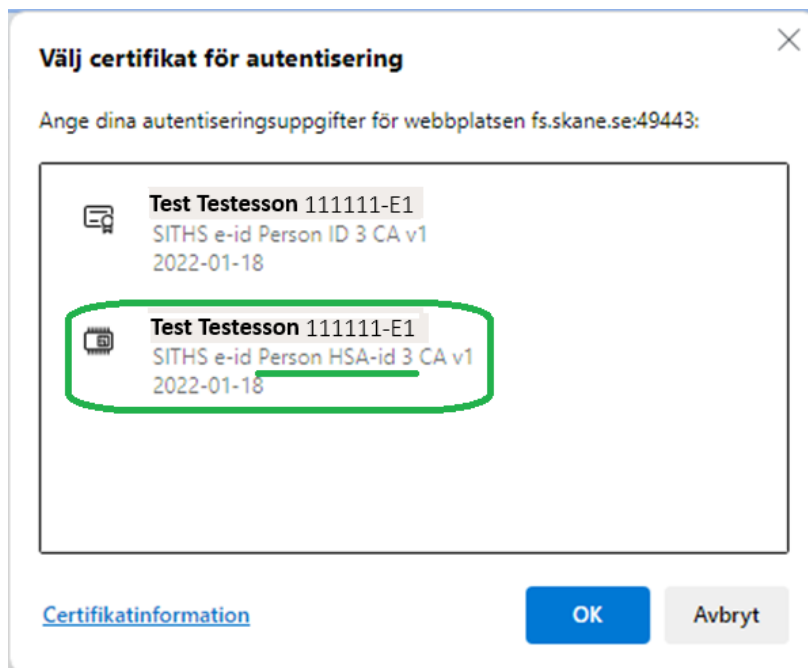 Välj certifikat för autentisering
Ange dina autentiseringsuppgifter för webbplatsen fs.skane.se:49443:
Test Testesson 111111-E1
SITHS e-id Person ID 3 CA v1
2022-01-18
Test Testesson 111111-E1
SITHS e-id Person HSA-id 3 CA v1
2022-01-18
Certifikatinformation
OK
Avbryt